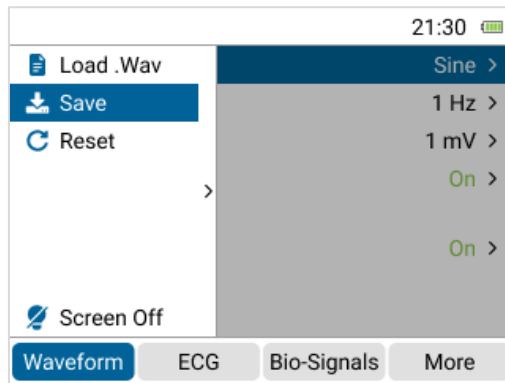 21:30
Load .Wav
Sine >
Save
1 Hz >
Reset
1 mV >
On >
>
On >
Screen Off
Waveform ECG Bio-Signals More